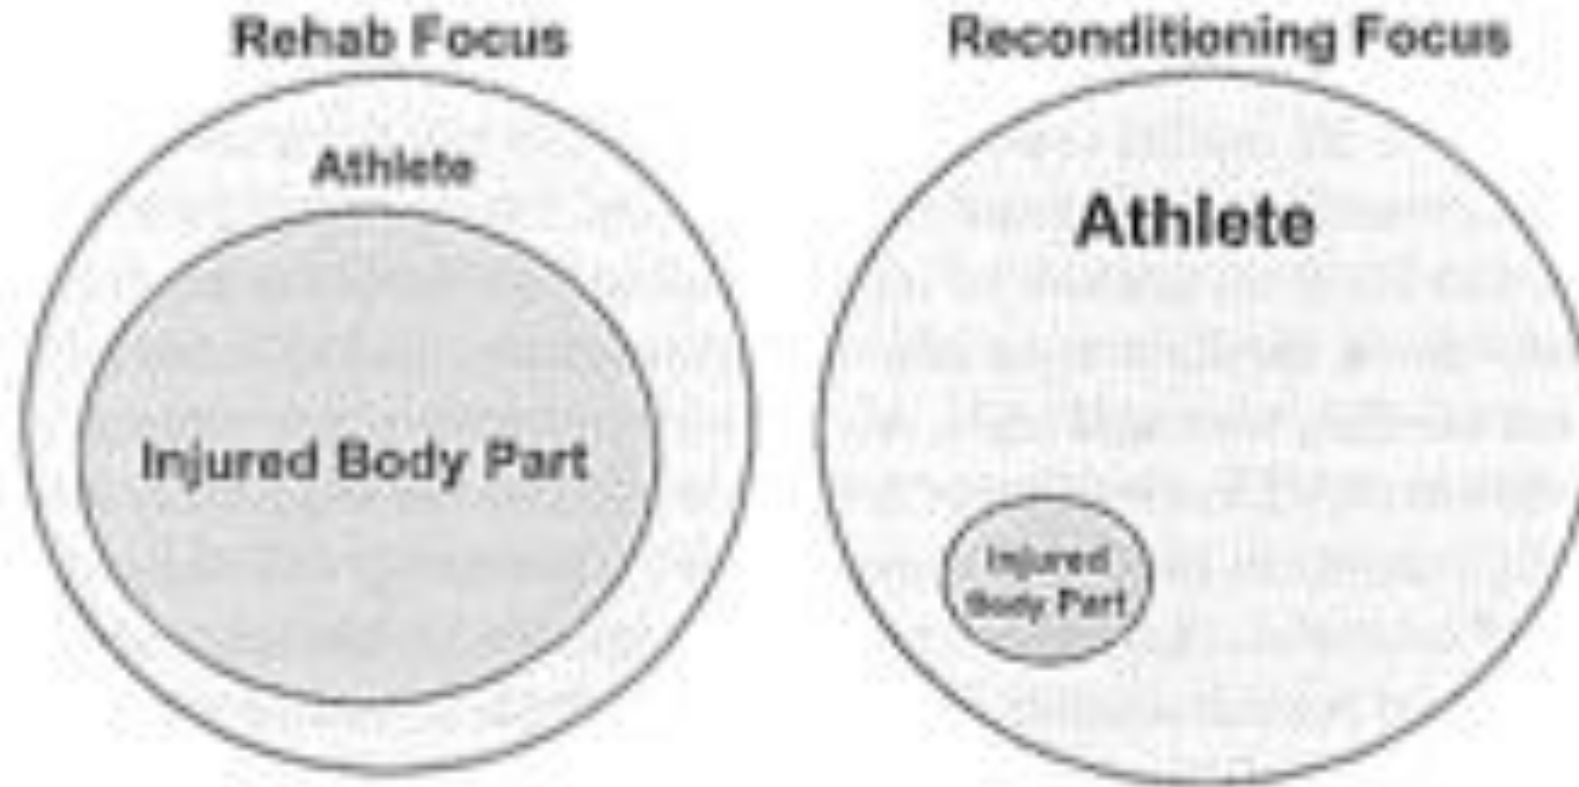 Rehab Focus
Athlete
Injured Body Part
Reconditioning Focus
Athlete
Injured
Body Part